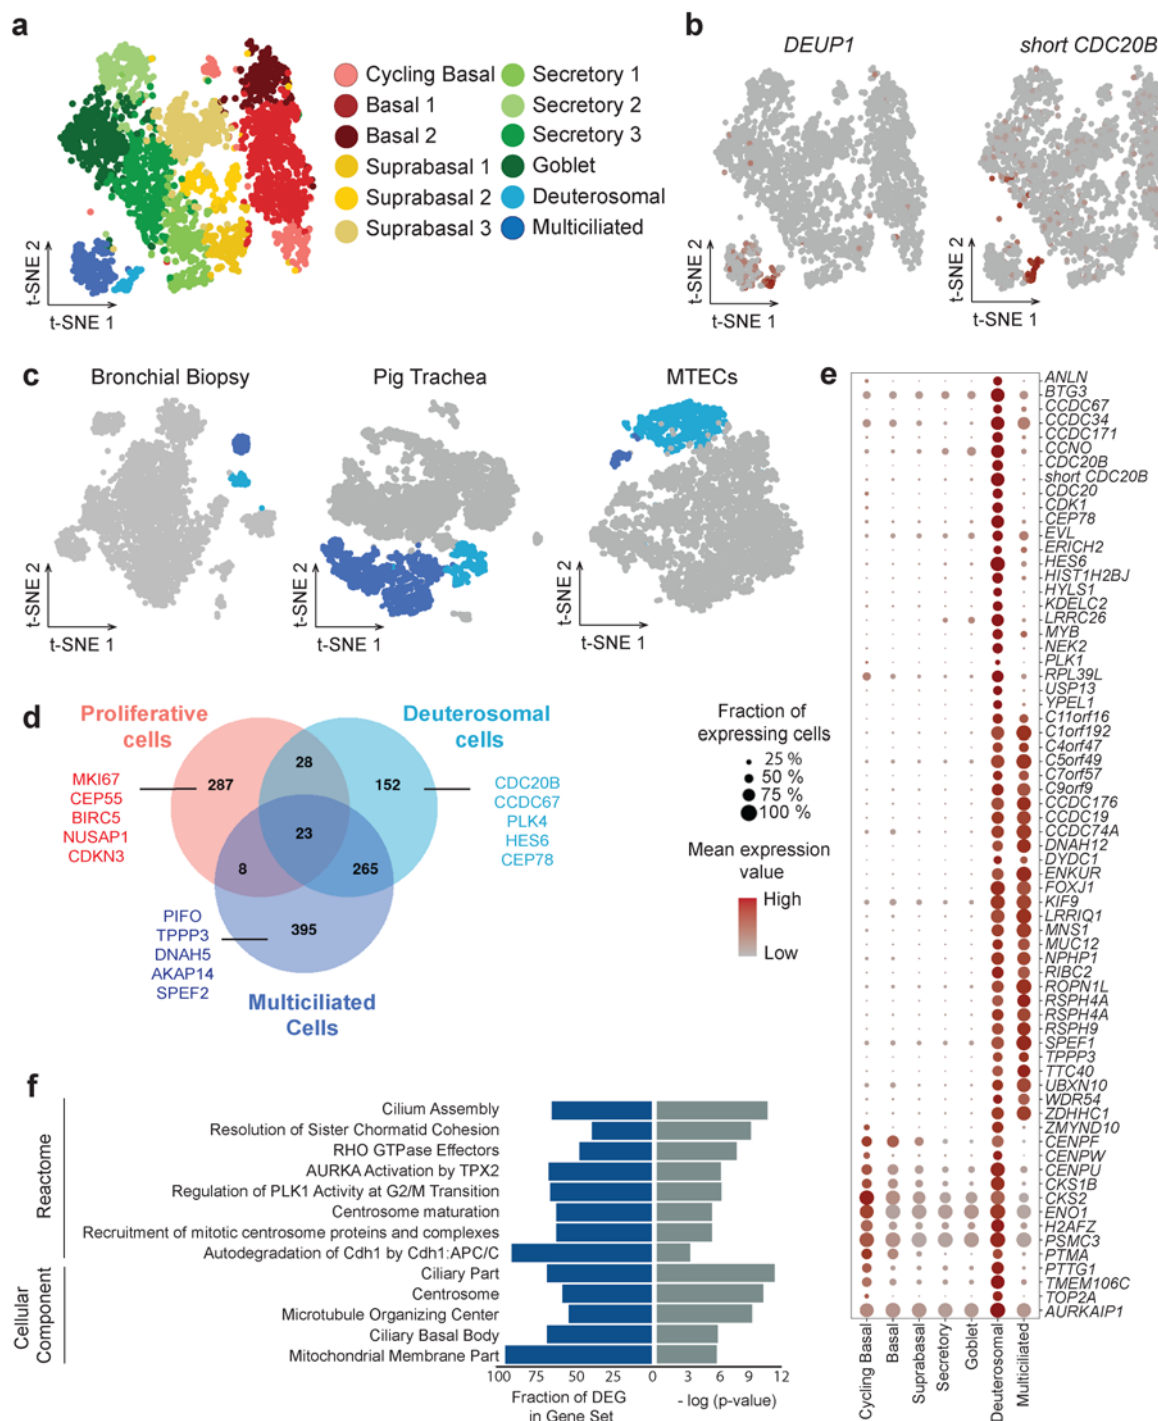 a
Cycling Basal
Basal 1
Basal 2
Suprabasal 1
Suprabasal 2
Suprabasal 3
Secretory 1
Secretory 2
Secretory 3
Goblet
Deuterosomal
Multiciliated
t-SNE 2
t-SNE 1
b
DEUP1
short CDC20B
t-SNE 2
t-SNE 1
t-SNE 2
t-SNE 1
c
Bronchial Biopsy
Pig Trachea
MTECs
t-SNE 2
t-SNE 1
t-SNE 2
t-SNE 1
t-SNE 2
t-SNE 1
d
Proliferative
cells
Deuterosomal
cells
287
28
152
23
8
265
395
MKI67
CEP55
BIRC5
NUSAP1
CDKN3
CDC20B
CCDC67
PLK4
HES6
CEP78
PIFO
TPPP3
DNAH5
AKAP14
SPEF2
Multiciliated
Cells
Fraction of
expressing cells
25 %
50 %
75 %
100 %
Mean expression
value
High
Low
e
ANLN
BTG3
CCDC67
CCDC34
CCDC171
CCNO
CDC20B
short CDC20B
CDC20
CDK1
CEP78
EVL
ERICH2
HES6
HIST1H2BJ
HYLS1
KDELC2
LRRC26
MYB
NEK2
PLK1
RPL39L
USP13
YPEL1
C11orf16
C1orf192
C4orf47
C5orf49
C7orf57
C9orf9
CCDC176
CCDC19
CCDC74A
DNAH12
DYDC1
ENKUR
FOXJ1
KIF9
LRRIQ1
MNS1
MUC12
NPHP1
RIBC2
ROPN1L
RSPH4A
RSPH4A
RSPH9
SPEF1
TPPP3
TTC40
UBXN10
WDR54
ZDHHC1
ZMYND10
CENPF
CENPW
CENPU
CKS1B
CKS2
ENO1
H2AFZ
PSMC3
PTMA
PTTG1
TMEM106C
TOP2A
AURKAIP1
Cycling Basal
Basal
Suprabasal
Secretory
Goblet
Deuterosomal
Multiciliated
f
Reactome
Cilium Assembly
Resolution of Sister Chormatid Cohesion
RHO GTPase Effectors
AURKA Activation by TPX2
Regulation of PLK1 Activity at G2/M Transition
Centrosome maturation
Recruitment of mitotic centrosome proteins and complexes
Autodegradation of Cdh1 by Cdh1:APC/C
Cellular
Component
Ciliary Part
Centrosome
Microtubule Organizing Center
Ciliary Basal Body
Mitochondrial Membrane Part
100 75 50 25 0 3 6 9 12
Fraction of DEG
in Gene Set
- log (p-value)